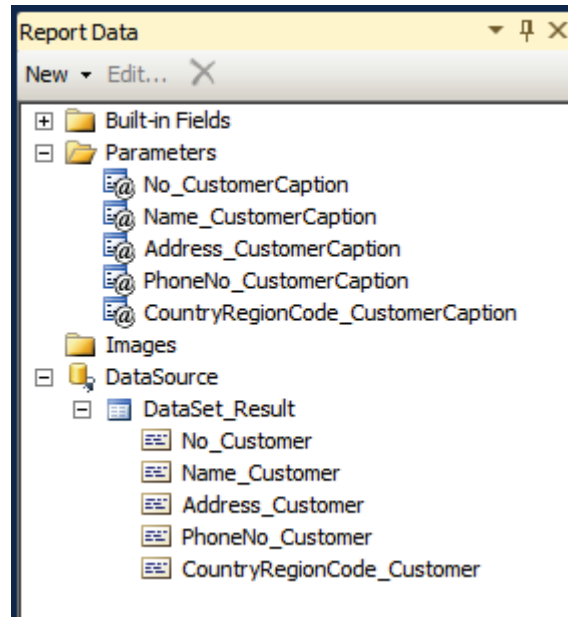 Report Data
New Edit...
Built-in Fields
Parameters
No_CustomerCaption
Name_CustomerCaption
Address_CustomerCaption
PhoneNo_CustomerCaption
CountryRegionCode_CustomerCaption
Images
DataSource
DataSet_Result
No_Customer
Name_Customer
Address_Customer
PhoneNo_Customer
CountryRegionCode_Customer